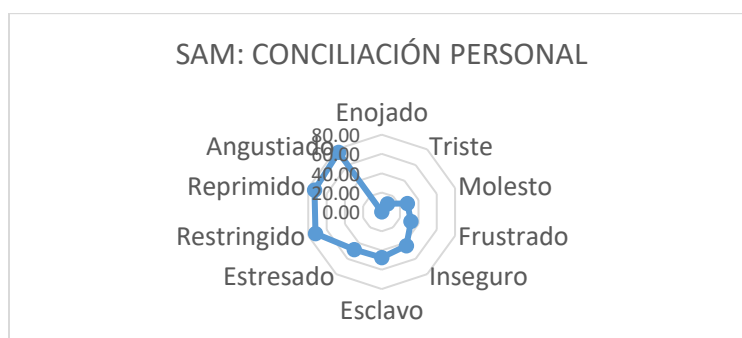 SAM: CONCILIACIÓN PERSONAL
Enojado
80.00
Angustiado
Triste
60.00
40.00
Reprimido
Molesto
20.00
0.00
Restringido
Frustrado
Estresado
Inseguro
Esclavo